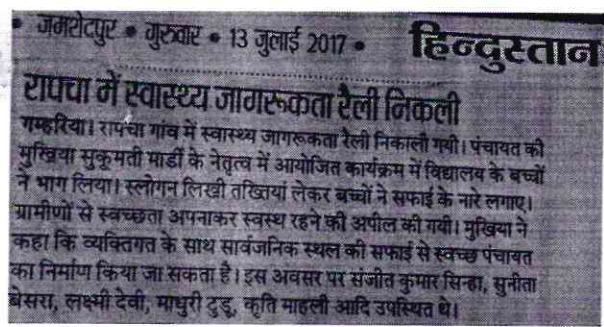 • जमशेदपुर • गुरुवार • 13 जुलाई 2017 • हिन्दुस्तान
रापचा में स्वास्थ्य जागरूकता रैली निकली
गम्हरिया। रापचा गांव में स्वास्थ्य जागरूकता रैली निकाली गयी। पंचायत की
मुखिया सुकुमती मार्डी के नेतृत्व में आयोजित कार्यक्रम में विद्यालय के बच्चों
ने भाग लिया। स्लोगन लिखी तख्तियां लेकर बच्चों ने सफाई के नारे लगाए।
ग्रामीणों से स्वच्छता अपनाकर स्वस्थ रहने की अपील की गयी। मुखिया ने
कहा कि व्यक्तिगत के साथ सार्वजनिक स्थल की सफाई से स्वच्छ पंचायत
का निर्माण किया जा सकता है। इस अवसर पर संजीत कुमार सिन्हा, सुनीता
बेसरा, लक्ष्मी देवी, माधुरी टुडू, कृति माहली आदि उपस्थित थे।